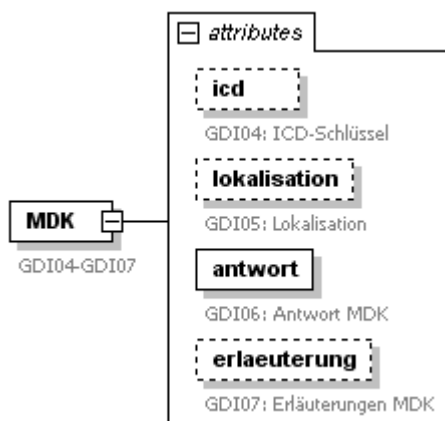 attributes
icd
GDI04: ICD-Schlüssel
lokalisation
GDI05: Lokalisation
MDK
GDI04-GDI07
antwort
GDI06: Antwort MDK
erlaeuterung
GDI07: Erläuterungen MDK